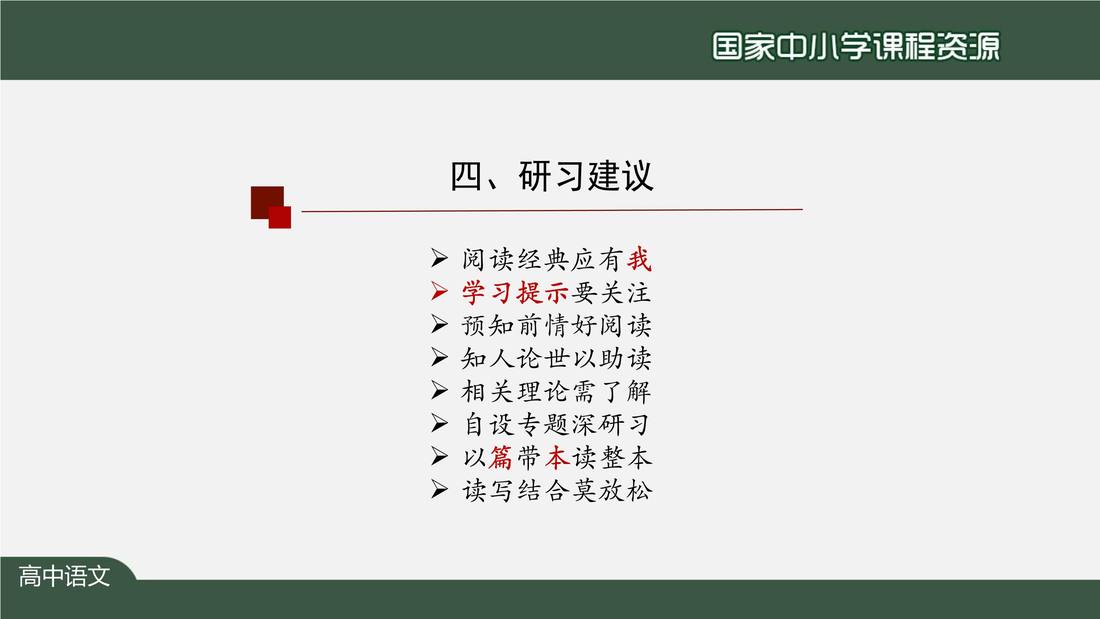 国家中小学课程资源
四、研习建议
➢ 阅读经典应有我
➢ 学习提示要关注
➢ 预知前情好阅读
➢ 知人论世以助读
➢ 相关理论需了解
➢ 自设专题深研习
➢ 以篇带本读整本
➢ 读写结合莫放松
高中语文